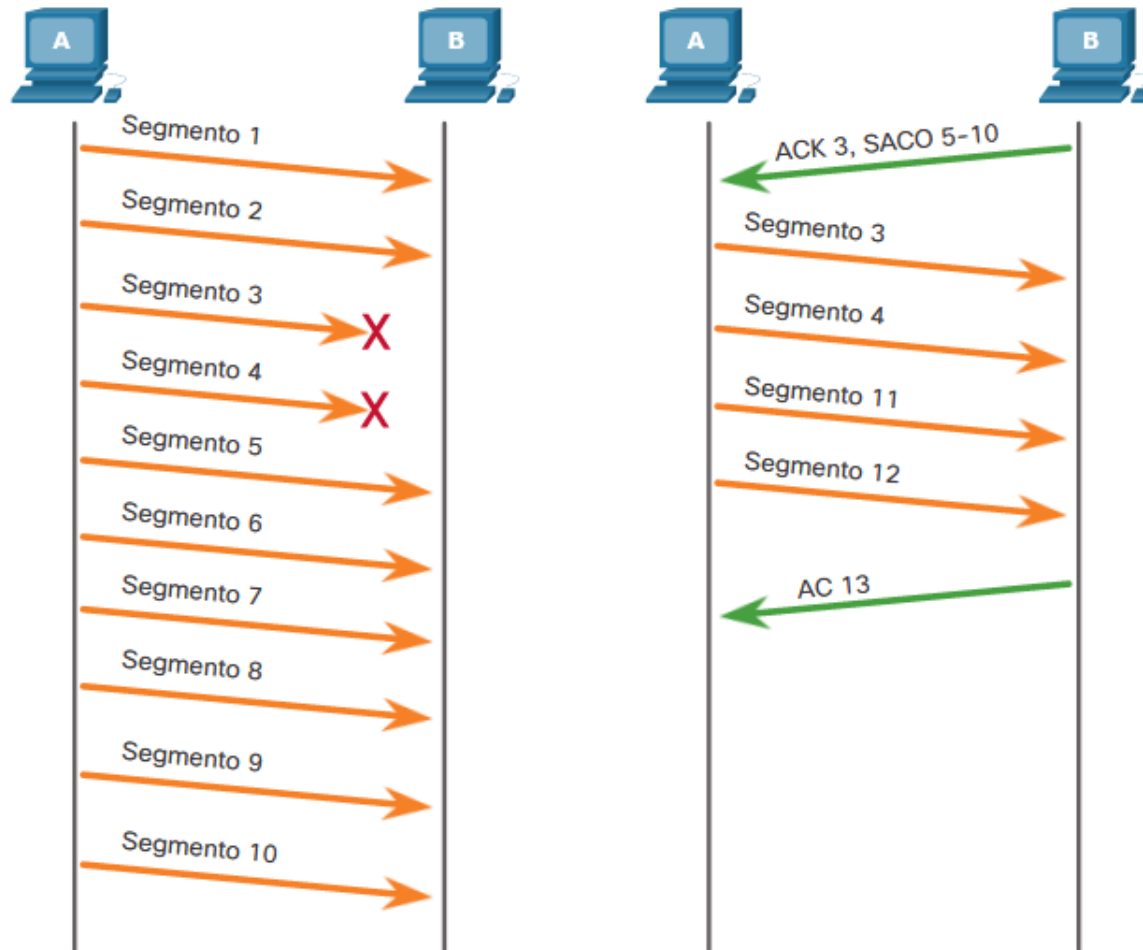 A
B
Segmento 1
Segmento 2
Segmento 3
X
Segmento 4
X
Segmento 5
Segmento 6
Segmento 7
Segmento 8
Segmento 9
Segmento 10
A
B
ACK 3, SACO 5-10
Segmento 3
Segmento 4
Segmento 11
Segmento 12
AC 13